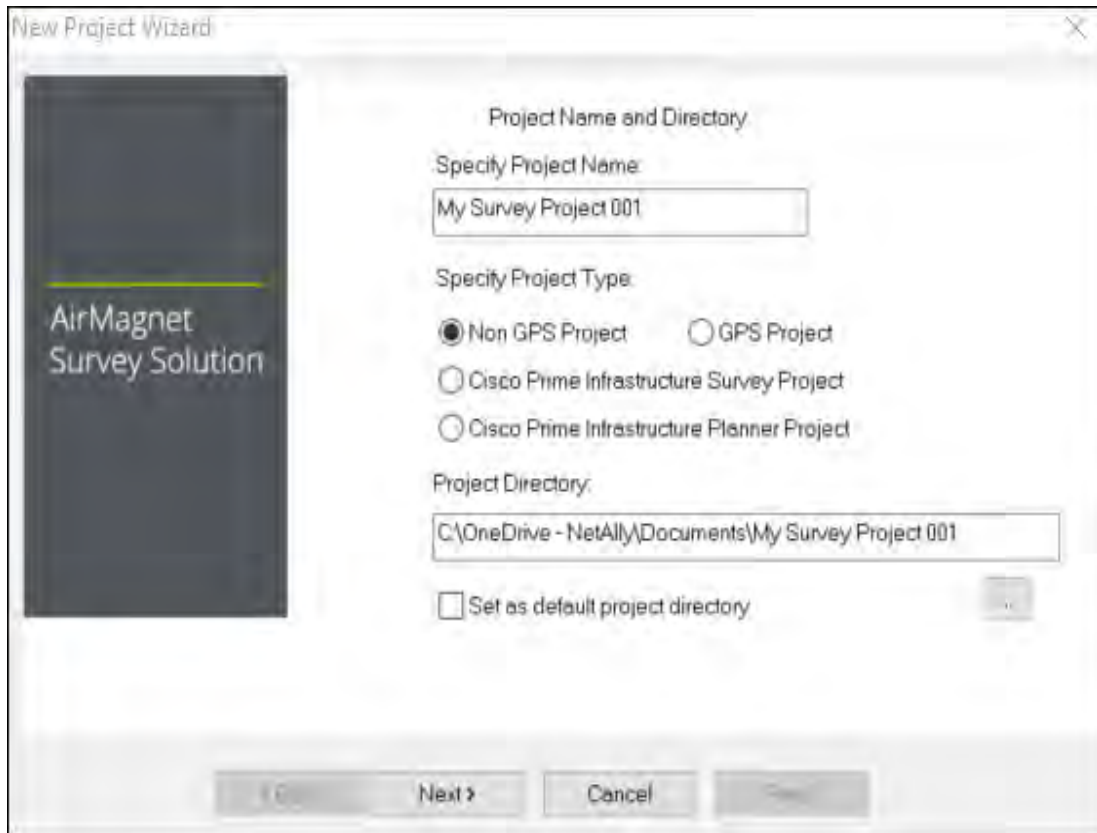 New Project Wizard
AirMagnet
Survey Solution
Project Name and Directory
Specify Project Name:
My Survey Project 001
Specify Project Type:
Non GPS Project
GPS Project
Cisco Prime Infrastructure Survey Project
Cisco Prime Infrastructure Planner Project
Project Directory:
C:\OneDrive - NetAlly\Documents\My Survey Project 001
Set as default project directory
..
Next >
Cancel